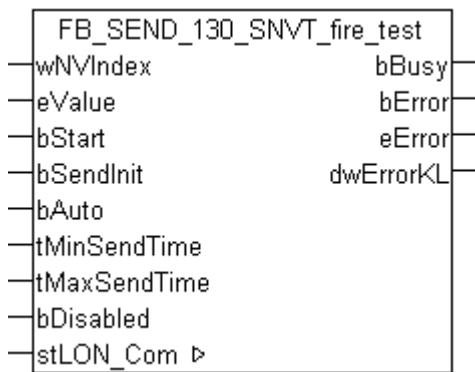 FB_SEND_130_SNVT_fire_test
wNVIndex bBusy
eValue bError
bStart eError
bSendInit dwErrorKL
bAuto
tMinSendTime
tMaxSendTime
bDisabled
stLON_Com ▷